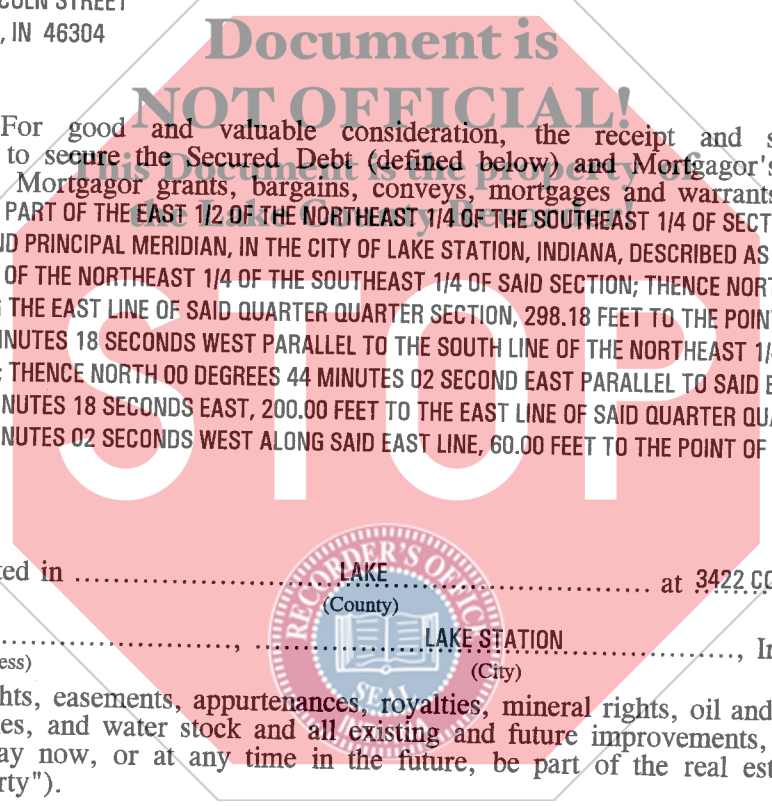 COLN STREET
, IN 46304
Document is
NOT OFFICIAL!
For good and valuable consideration, the receipt and s
to secure the Secured Debt (defined below) and Mortgagor's
This Document is the property
Mortgagor grants, bargains, conveys, mortgages and warrants
the Lake County Recorder!
PART OF THE EAST 1/2 OF THE NORTHEAST 1/4 OF THE SOUTHEAST 1/4 OF SECT
ND PRINCIPAL MERIDIAN, IN THE CITY OF LAKE STATION, INDIANA, DESCRIBED AS
OF THE NORTHEAST 1/4 OF THE SOUTHEAST 1/4 OF SAID SECTION; THENCE NORT
THE EAST LINE OF SAID QUARTER QUARTER SECTION, 298.18 FEET TO THE POINT
INUTES 18 SECONDS WEST PARALLEL TO THE SOUTH LINE OF THE NORTHEAST 1/
; THENCE NORTH 00 DEGREES 44 MINUTES 02 SECOND EAST PARALLEL TO SAID E
NUTES 18 SECONDS EAST, 200.00 FEET TO THE EAST LINE OF SAID QUARTER QUA
NUTES 02 SECONDS WEST ALONG SAID EAST LINE, 60.00 FEET TO THE POINT OF
STOP
ted in ........ LAKE ........ at 3422 CO
(County)
........, ........ LAKE STATION ........, In
ess)
(City)
RECORDER'S OFFICE
SEAL
INDIANA
hts, easements, appurtenances, royalties, mineral rights, oil and
es, and water stock and all existing and future improvements,
ay now, or at any time in the future, be part of the real est
rty").